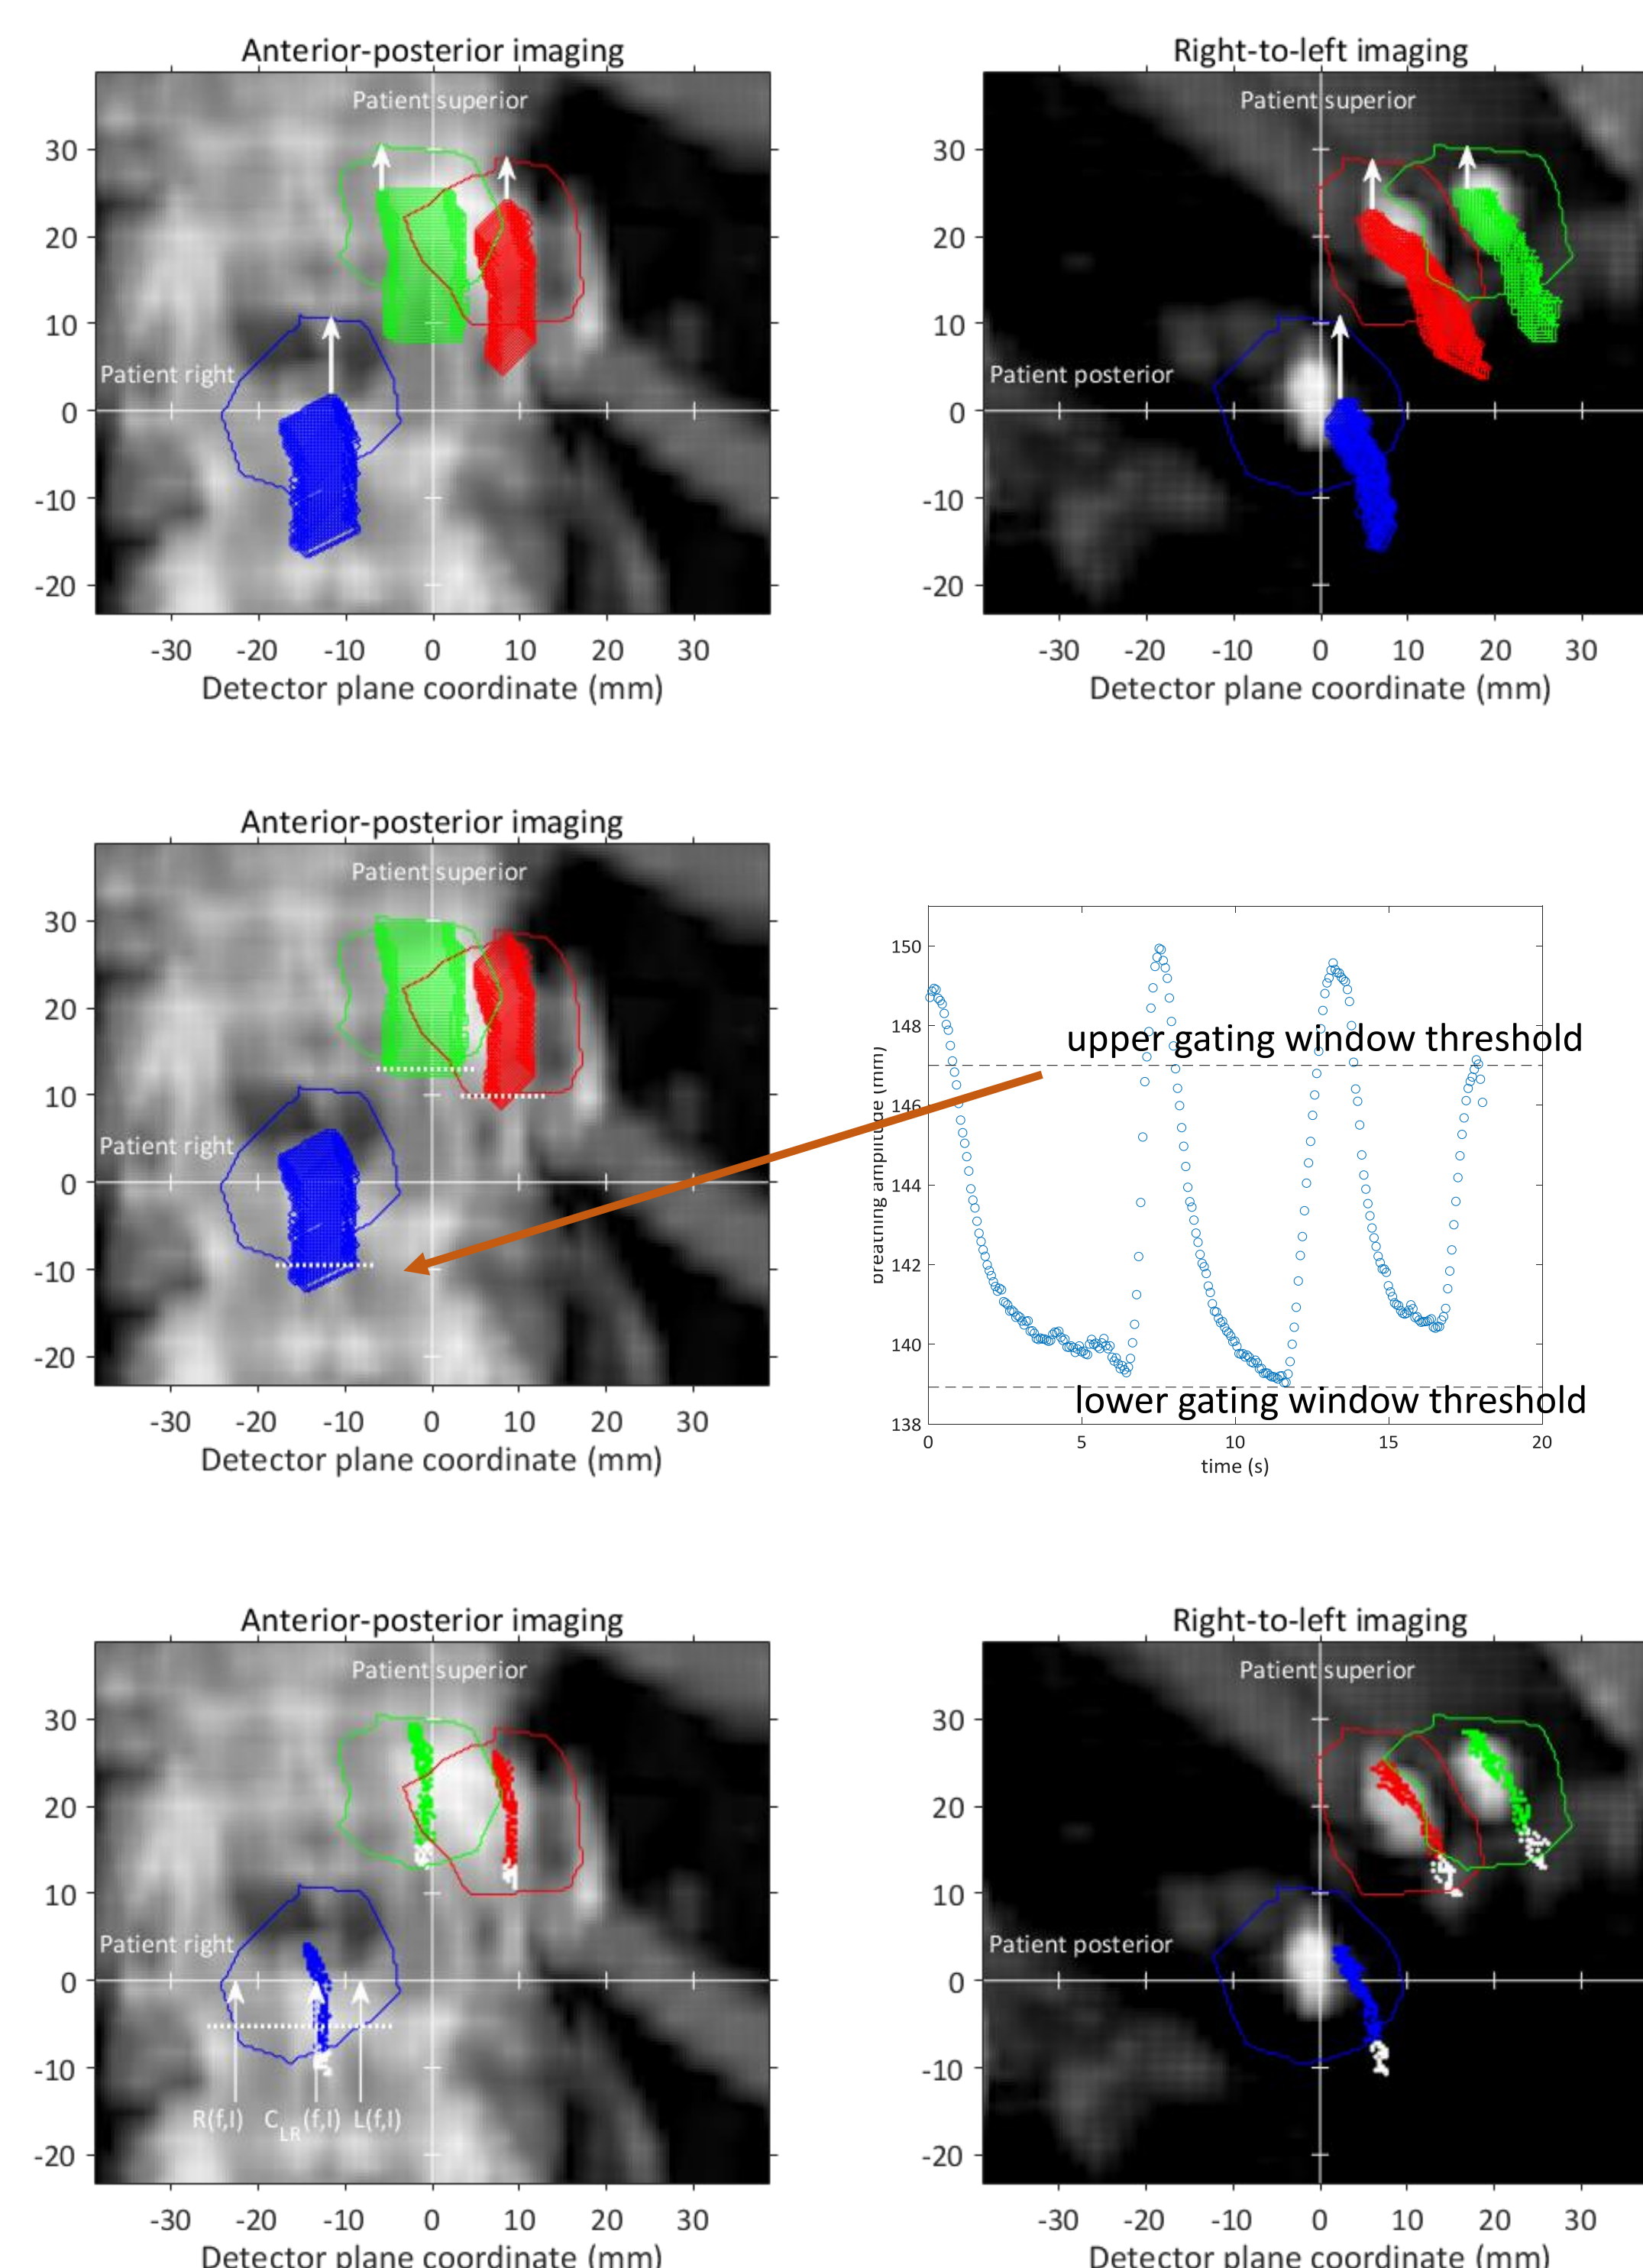 Anterior-posterior imaging
Patient superior
30
20
10
0
-10
-20
Patient right
-30 -20 -10 0 10 20 30
Detector plane coordinate (mm)
Right-to-left imaging
Patient superior
30
20
10
0
-10
-20
Patient posterior
-30 -20 -10 0 10 20 30
Detector plane coordinate (mm)
Anterior-posterior imaging
Patient superior
30
20
10
0
-10
-20
Patient right
-30 -20 -10 0 10 20 30
Detector plane coordinate (mm)
150
148
146
144
142
140
138
breathing amplitude (mm)
upper gating window threshold
lower gating window threshold
0 5 10 15 20
time (s)
Anterior-posterior imaging
Patient superior
30
20
10
0
-10
-20
Patient right
R(f,I) C_LR(f,I) L(f,I)
-30 -20 -10 0 10 20 30
Detector plane coordinate (mm)
Right-to-left imaging
Patient superior
30
20
10
0
-10
-20
Patient posterior
-30 -20 -10 0 10 20 30
Detector plane coordinate (mm)